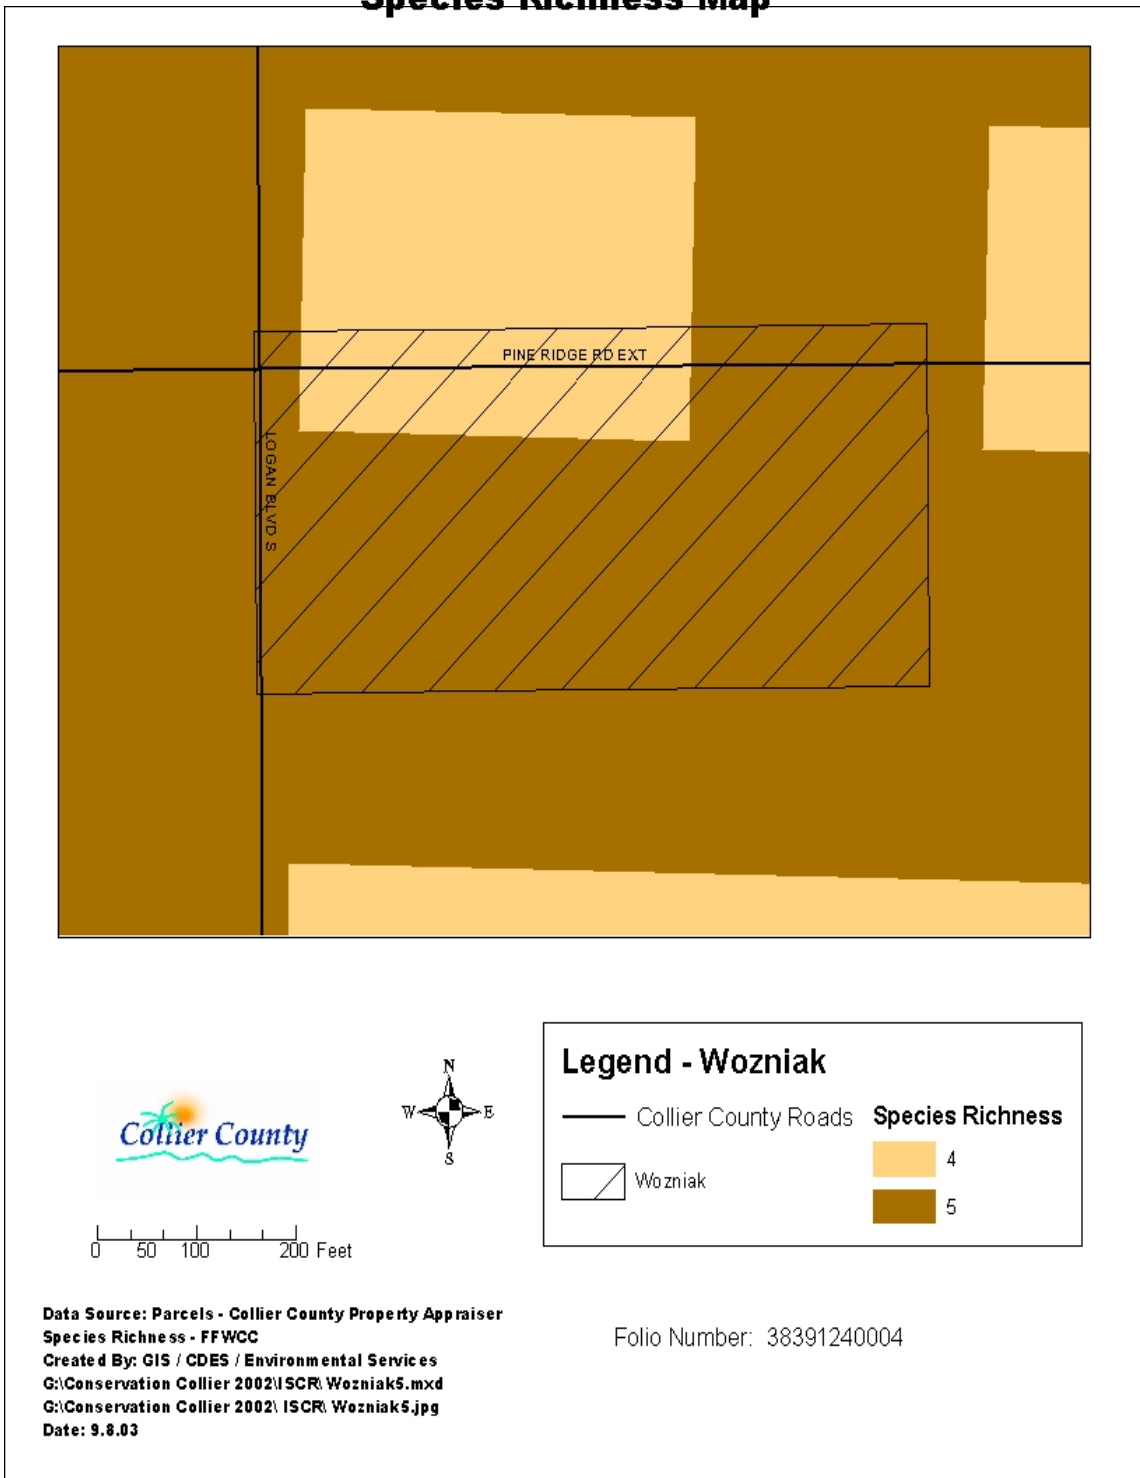 Species Richness Map
PINE RIDGE RD EXT
LOGAN BLVD S
N
W E
S
Collier County
0 50 100 200 Feet
Legend - Wozniak
Collier County Roads
Wozniak
Species Richness
4
5
Data Source: Parcels - Collier County Property Appraiser
Species Richness - FFWCC
Created By: GIS / CDES / Environmental Services
G:\Conservation Collier 2002\ISCR\ Wozniak5.mxd
G:\Conservation Collier 2002\ ISCR\ Wozniak5.jpg
Date: 9.8.03
Folio Number: 38391240004